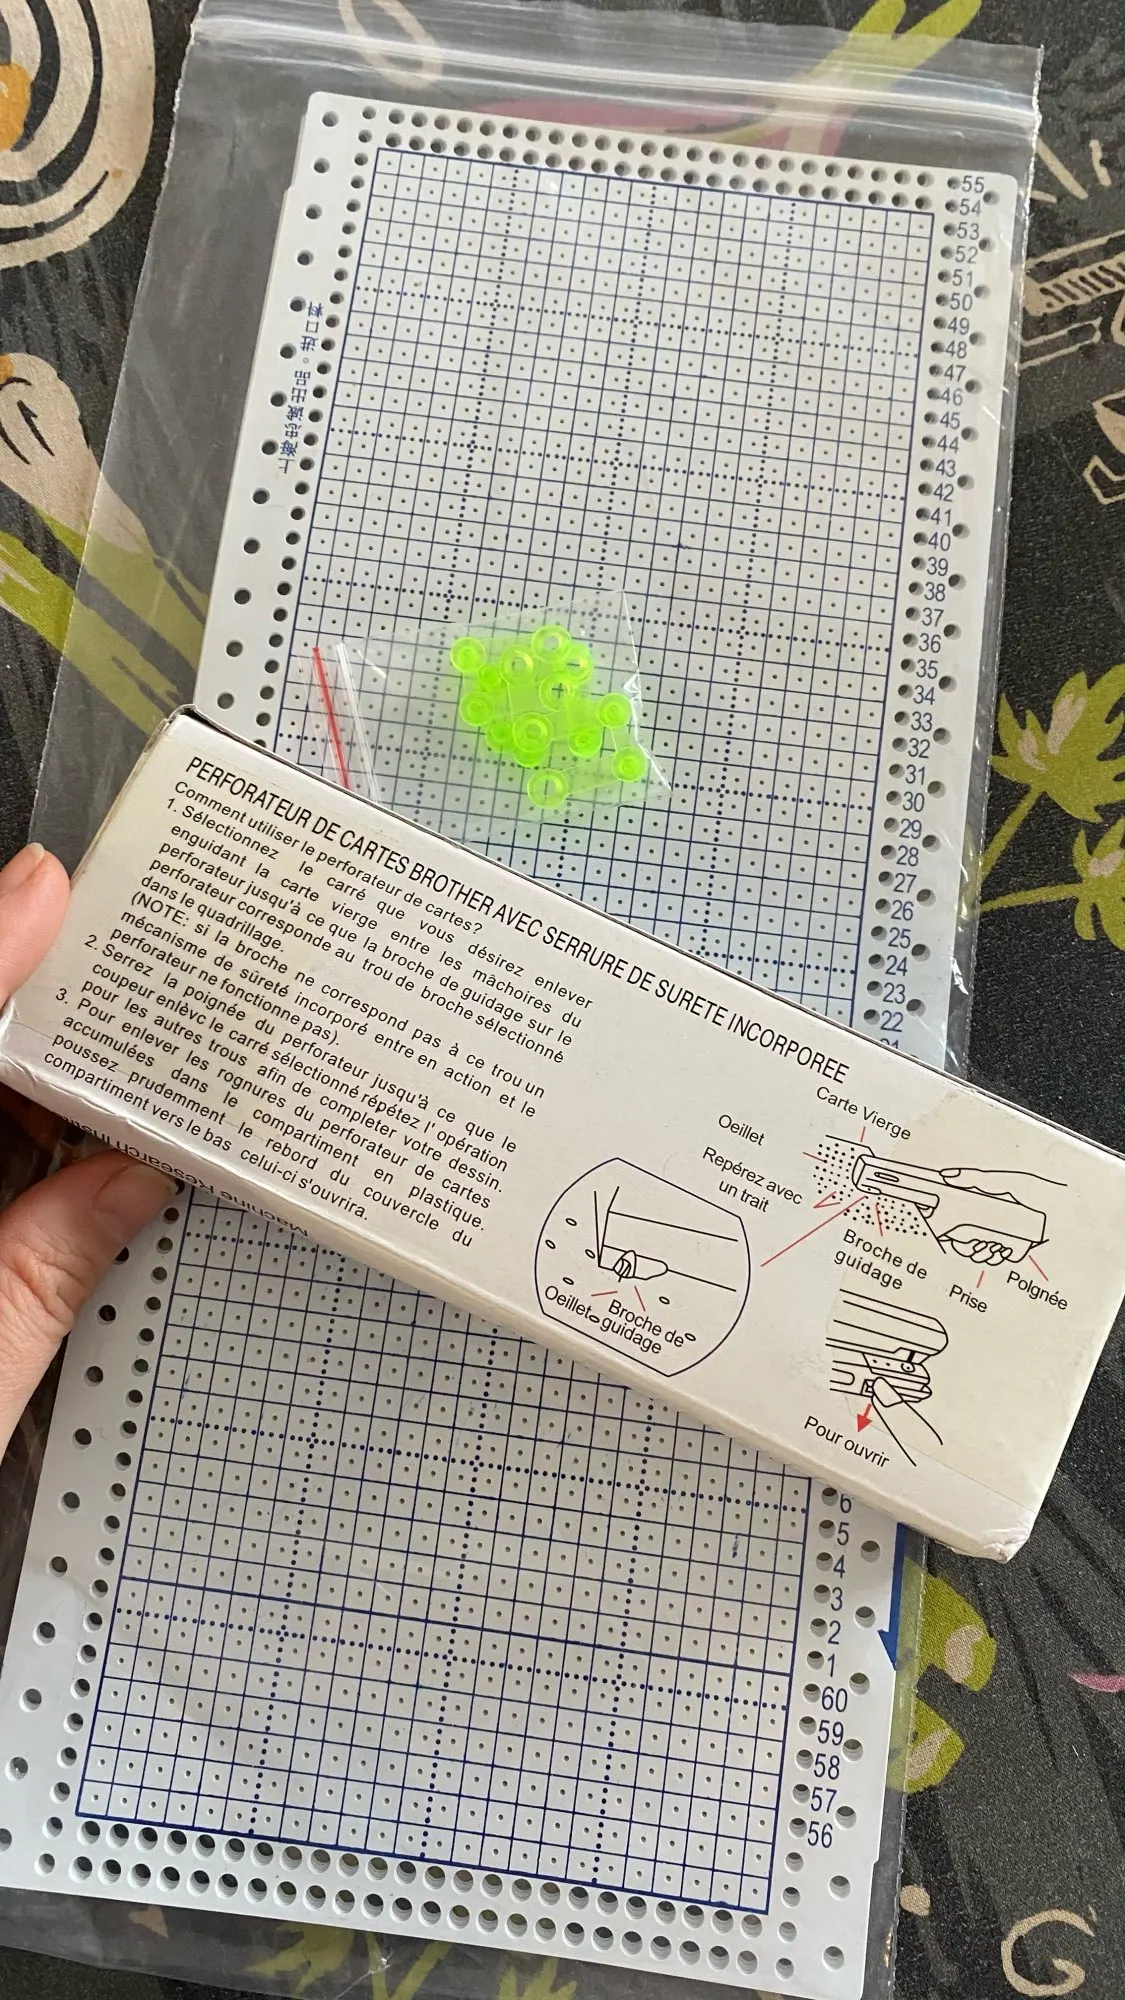 55
54
53
52
51
50
49
48
47
46
45
44
43
42
41
40
39
38
37
36
35
34
33
32
31
30
29
28
27
26
25
24
23
22
PERFORATEUR DE CARTES BROTHER AVEC SERRURE DE SURETE INCORPOREE
Comment utiliser le perforateur de cartes?
1. Sélectionnez le carré que vous désirez enlever
enguidant la carte vierge entre les mâchoires du
perforateur jusqu'à ce que la broche de guidage sur le
perforateur corresponde au trou de broche sélectionné
dans le quadrillage.
(NOTE: si la broche ne correspond pas à ce trou un
mécanisme de sûreté incorporé entre en action et le
perforateur ne fonctionne pas).
2. Serrez la poignée du perforateur jusqu'à ce que le
coupeur enlève le carré sélectionné répétez l'opération
pour les autres trous afin de completer votre dessin.
3. Pour enlever les rognures du perforateur de cartes
accumulées dans le compartiment en plastique.
poussez prudemment le rebord du couvercle du
compartiment vers le bas celui-ci s'ouvrira.
Carte Vierge
Oeillet
Repérez avec
un trait
Broche de
guidage
Prise
Poignée
Oeillet
Broche de
guidage
Pour ouvrir
Machine Research
6
5
4
3
2
1
60
59
58
57
56